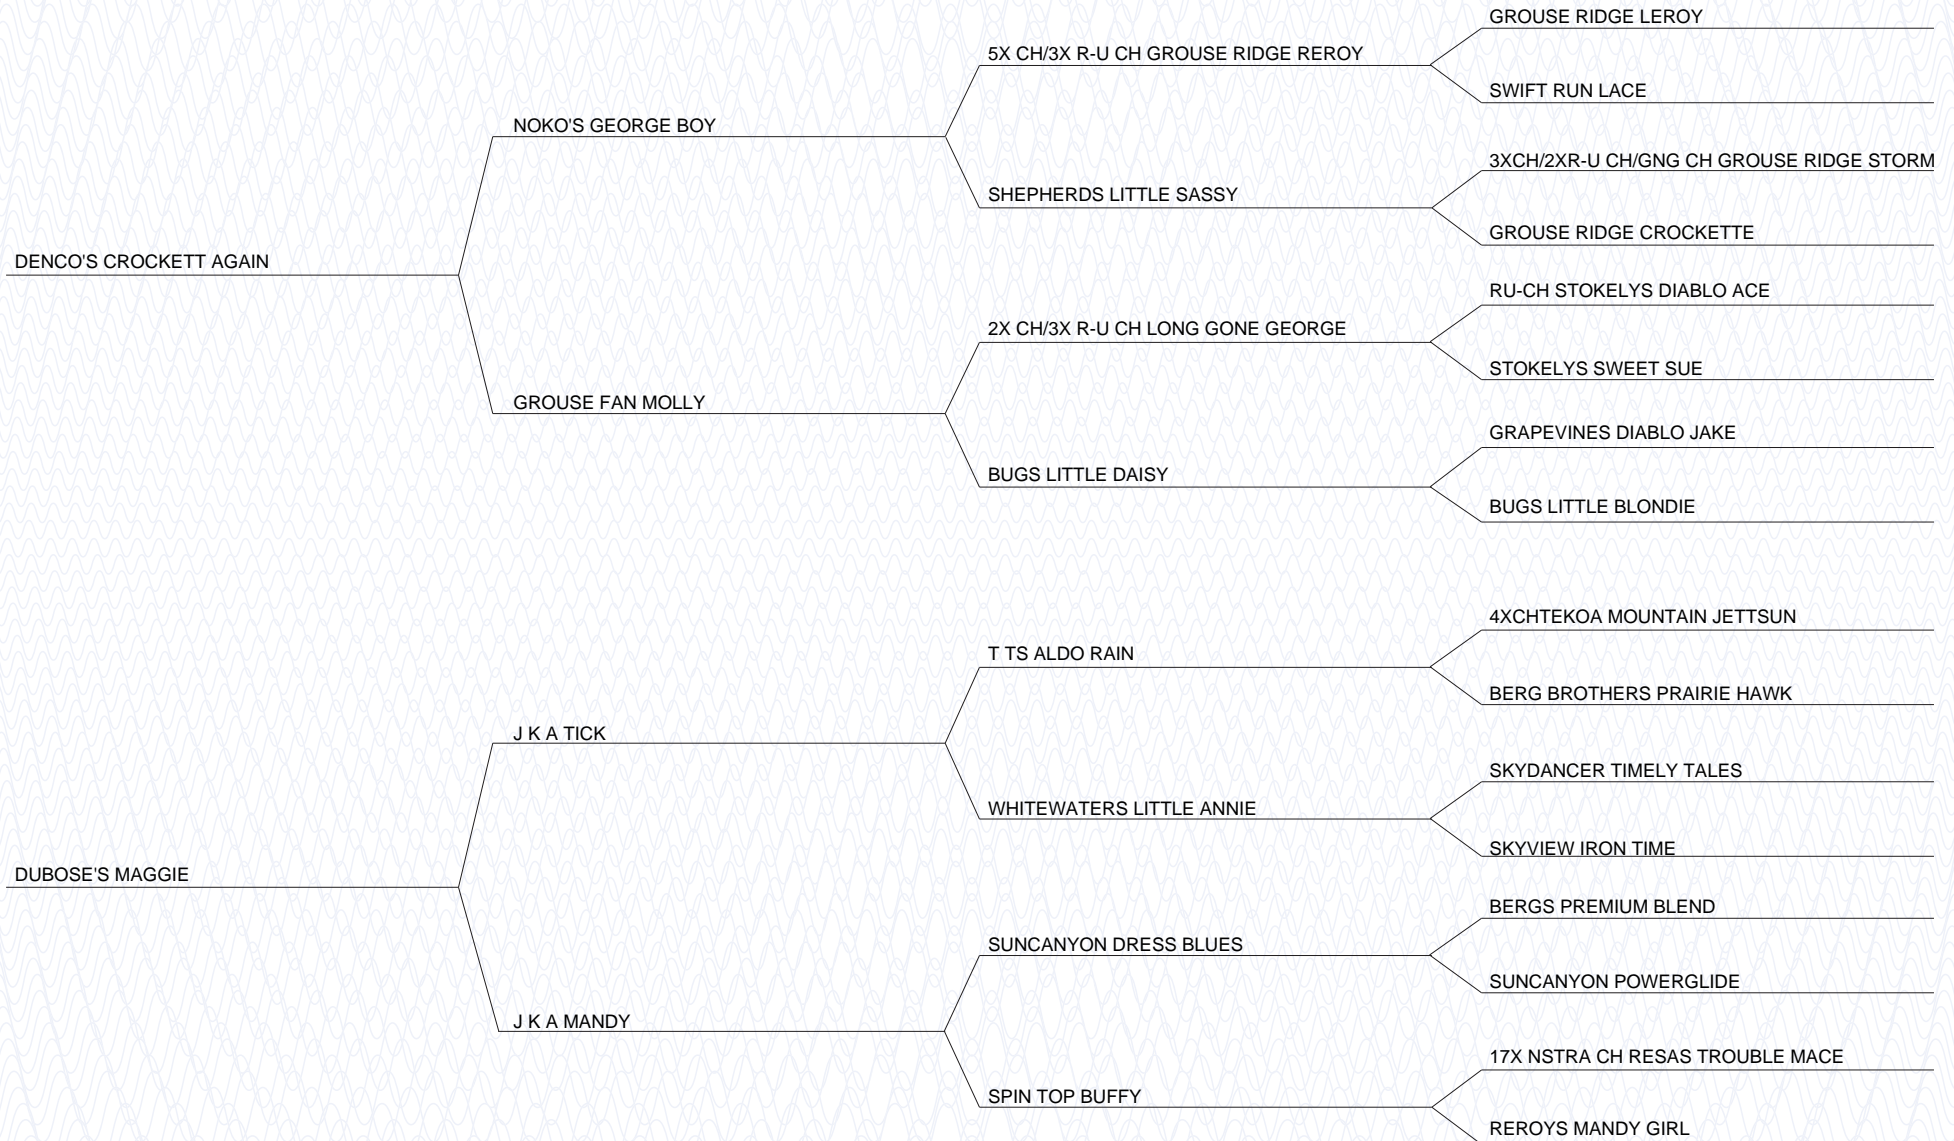 GROUSE RIDGE LEROY
5X CH/3X R-U CH GROUSE RIDGE REROY
SWIFT RUN LACE
NOKO'S GEORGE BOY
3XCH/2XR-U CH/GNG CH GROUSE RIDGE STORM
SHEPHERDS LITTLE SASSY
GROUSE RIDGE CROCKETTE
DENCO'S CROCKETT AGAIN
RU-CH STOKELYS DIABLO ACE
2X CH/3X R-U CH LONG GONE GEORGE
STOKELYS SWEET SUE
GROUSE FAN MOLLY
GRAPEVINES DIABLO JAKE
BUGS LITTLE DAISY
BUGS LITTLE BLONDIE
4XCHTEKOA MOUNTAIN JETTSUN
T TS ALDO RAIN
BERG BROTHERS PRAIRIE HAWK
J K A TICK
SKYDANCER TIMELY TALES
WHITEWATERS LITTLE ANNIE
SKYVIEW IRON TIME
DUBOSE'S MAGGIE
BERGS PREMIUM BLEND
SUNCANYON DRESS BLUES
SUNCANYON POWERGLIDE
J K A MANDY
17X NSTRA CH RESAS TROUBLE MACE
SPIN TOP BUFFY
REROYS MANDY GIRL